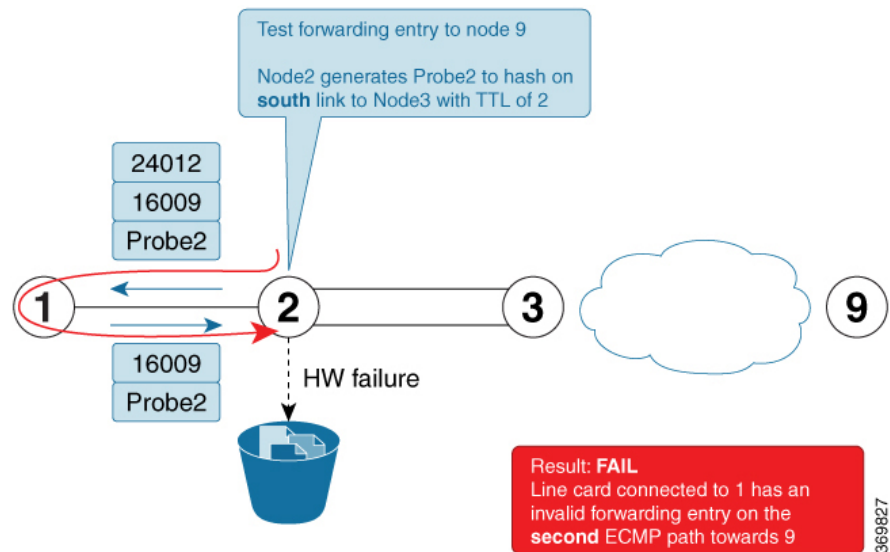 Test forwarding entry to node 9
Node2 generates Probe2 to hash on
south link to Node3 with TTL of 2
24012
16009
Probe2
1
2
3
9
16009
Probe2
HW failure
Result: FAIL
Line card connected to 1 has an
invalid forwarding entry on the
second ECMP path towards 9
369827